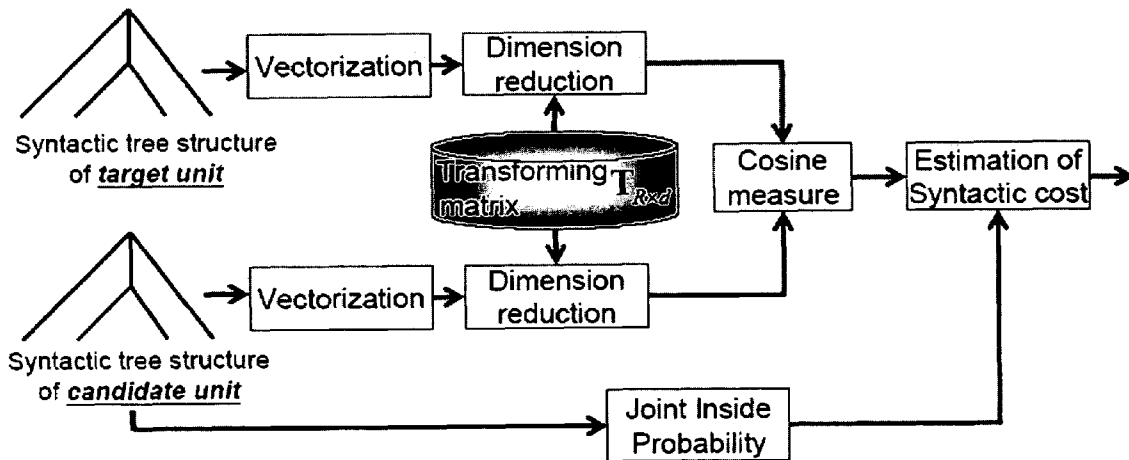 Vectorization
Dimension
reduction
Syntactic tree structure
of target unit
Transforming
matrix
T R×d
Cosine
measure
Estimation of
Syntactic cost
Vectorization
Dimension
reduction
Syntactic tree structure
of candidate unit
Joint Inside
Probability